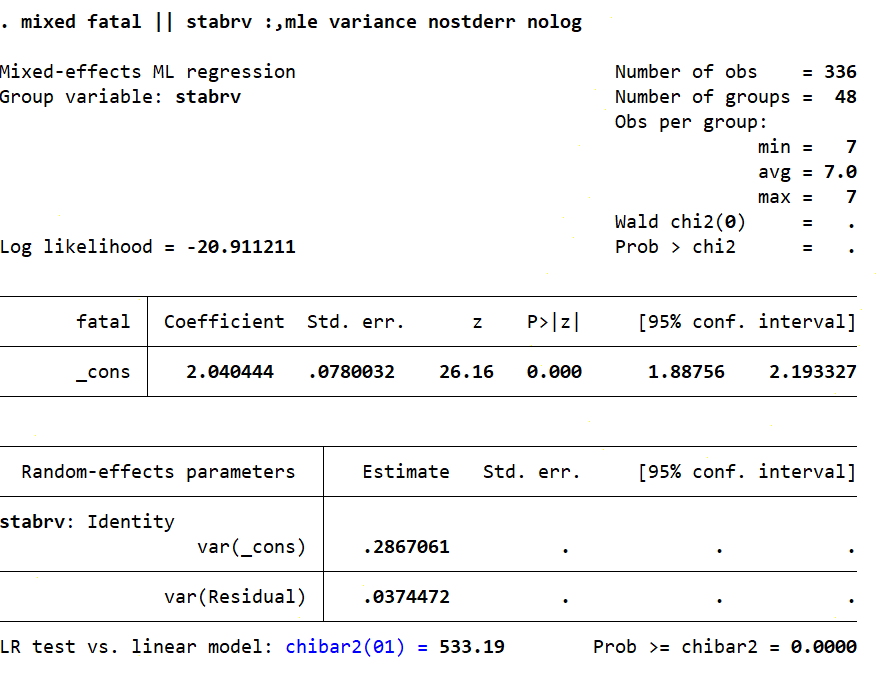 . mixed fatal || stabrv :,mle variance nostderr nolog
Mixed-effects ML regression Number of obs = 336
Group variable: stabrv Number of groups = 48
Obs per group:
min = 7
avg = 7.0
max = 7
Wald chi2(0) = .
Log likelihood = -20.911211 Prob > chi2 = .
fatal Coefficient Std. err. z P>|z| [95% conf. interval]
_cons 2.040444 .0780032 26.16 0.000 1.88756 2.193327
Random-effects parameters Estimate Std. err. [95% conf. interval]
stabrv: Identity
var(_cons) .2867061 . . .
var(Residual) .0374472 . . .
LR test vs. linear model: chibar2(01) = 533.19 Prob >= chibar2 = 0.0000